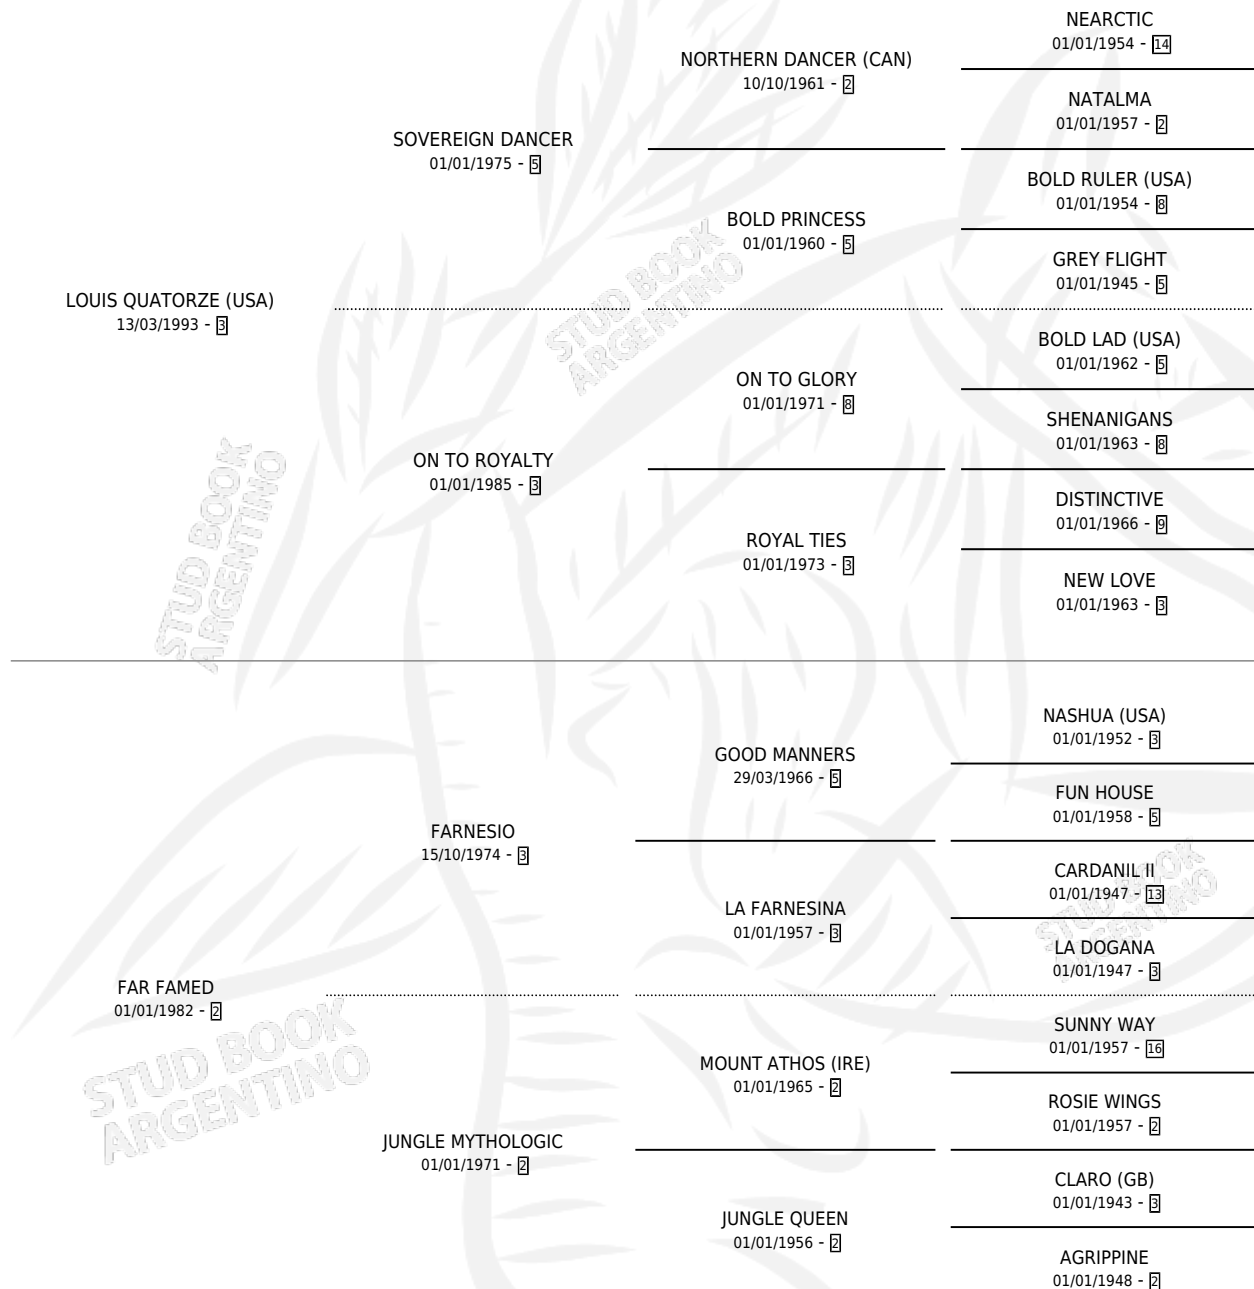 NEARCTIC
01/01/1954 - 14
NORTHERN DANCER (CAN)
10/10/1961 - 2
NATALMA
01/01/1957 - 2
SOVEREIGN DANCER
01/01/1975 - 5
BOLD RULER (USA)
01/01/1954 - 8
BOLD PRINCESS
01/01/1960 - 5
GREY FLIGHT
01/01/1945 - 5
LOUIS QUATORZE (USA)
13/03/1993 - 3
BOLD LAD (USA)
01/01/1962 - 5
ON TO GLORY
01/01/1971 - 8
SHENANIGANS
01/01/1963 - 8
ON TO ROYALTY
01/01/1985 - 3
DISTINCTIVE
01/01/1966 - 9
ROYAL TIES
01/01/1973 - 3
NEW LOVE
01/01/1963 - 3
NASHUA (USA)
01/01/1952 - 3
GOOD MANNERS
29/03/1966 - 5
FUN HOUSE
01/01/1958 - 5
FARNESIO
15/10/1974 - 3
CARDANIL II
01/01/1947 - 13
LA FARNESINA
01/01/1957 - 3
LA DOGANA
01/01/1947 - 3
FAR FAMED
01/01/1982 - 2
SUNNY WAY
01/01/1957 - 16
MOUNT ATHOS (IRE)
01/01/1965 - 2
ROSIE WINGS
01/01/1957 - 2
JUNGLE MYTHOLOGIC
01/01/1971 - 2
CLARO (GB)
01/01/1943 - 3
JUNGLE QUEEN
01/01/1956 - 2
AGRIPPINE
01/01/1948 - 2
STUD BOOK
ARGENTINO
STUD BOOK
ARGENTINO
STUD BOOK
ARGENTINO
STUD BOOK
ARGENTINO